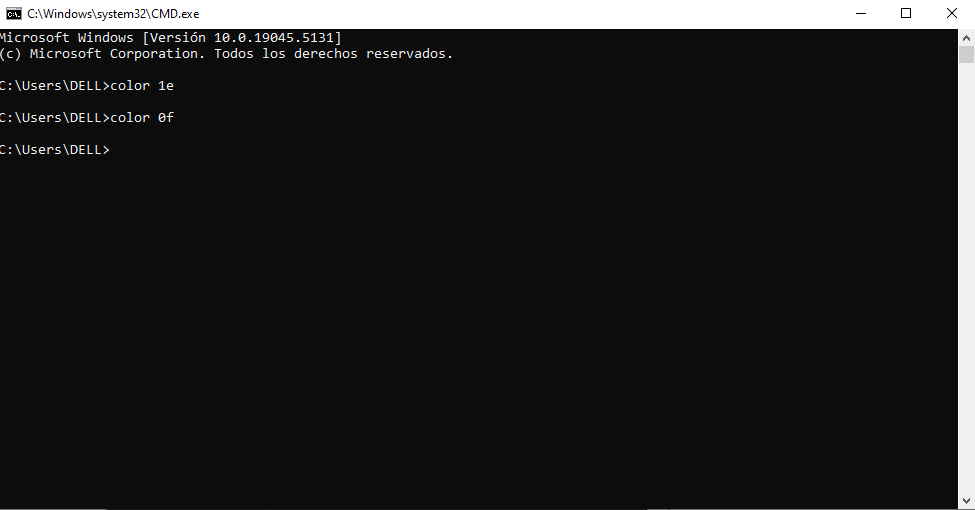 C:\Windows\system32\CMD.exe
Microsoft Windows [Versión 10.0.19045.5131]
(c) Microsoft Corporation. Todos los derechos reservados.
C:\Users\DELL>color 1e
C:\Users\DELL>color 0f
C:\Users\DELL>